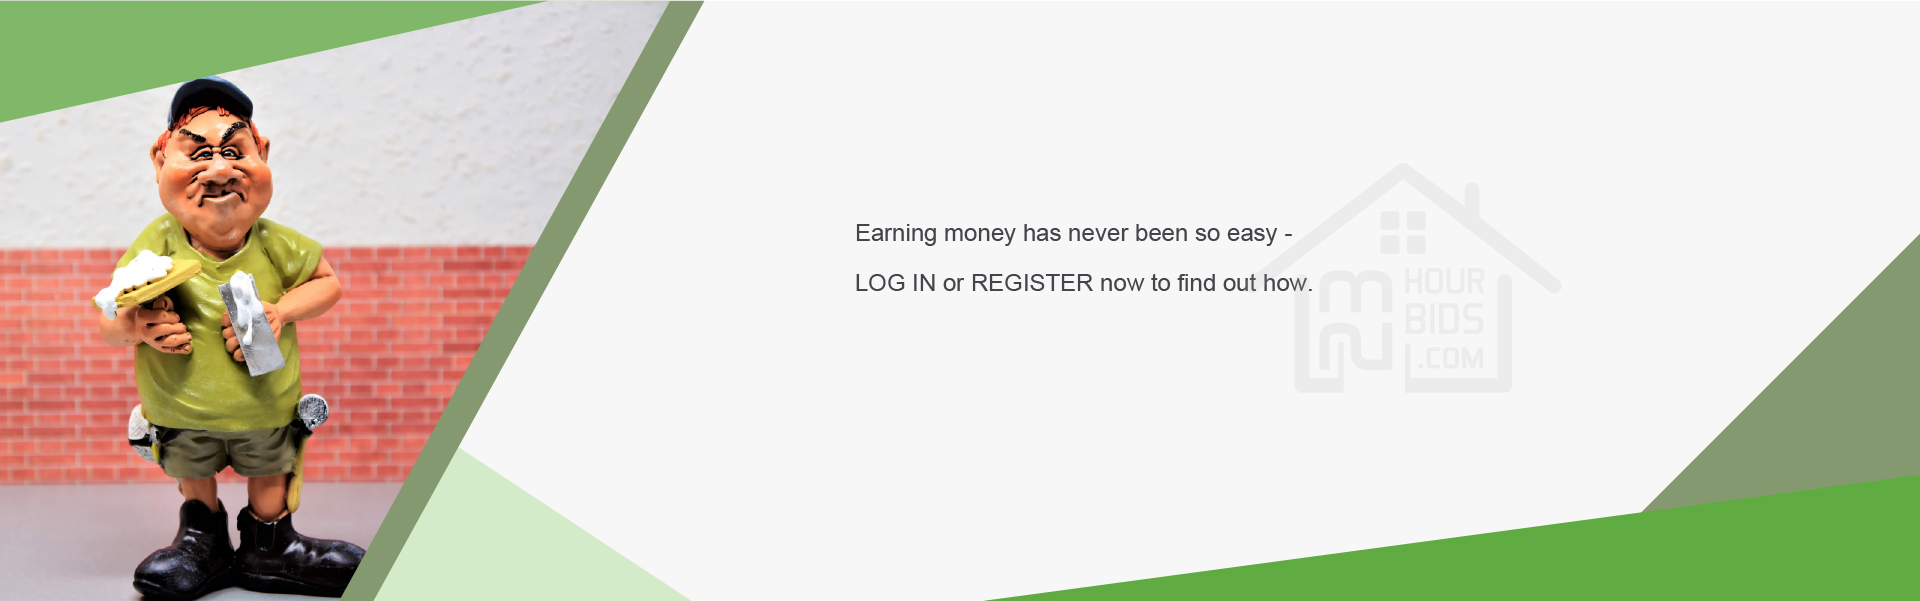 Earning money has never been so easy -
LOG IN or REGISTER now to find out how.
HOUR
BIDS
.COM